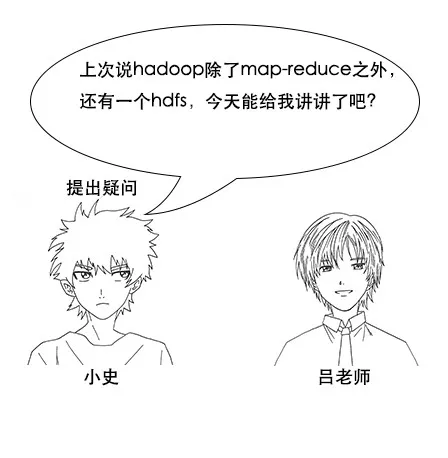 上次说hadoop除了map-reduce之外，
还有一个hdfs，今天能给我讲讲了吧？
提出疑问
小史
吕老师